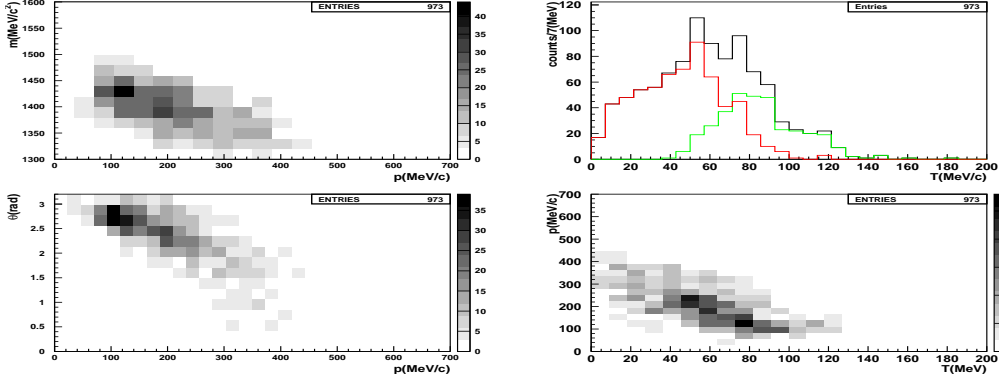 m(MeV/c²)
1600
1550
1500
1450
1400
1350
1300
ENTRIES 973
0 100 200 300 400 500 600 700
p(MeV/c)
40
35
30
25
20
15
10
5
0
counts/7(MeV)
120
100
80
60
40
20
0
Entries 973
0 20 40 60 80 100 120 140 160 180 200
T(MeV/c)
θ(rad)
3
2.5
2
1.5
1
0.5
0
ENTRIES 973
0 100 200 300 400 500 600 700
p(MeV/c)
35
30
25
20
15
10
5
0
p(MeV/c)
700
600
500
400
300
200
100
0
ENTRIES 973
0 20 40 60 80 100 120 140 160 180 200
T(MeV)